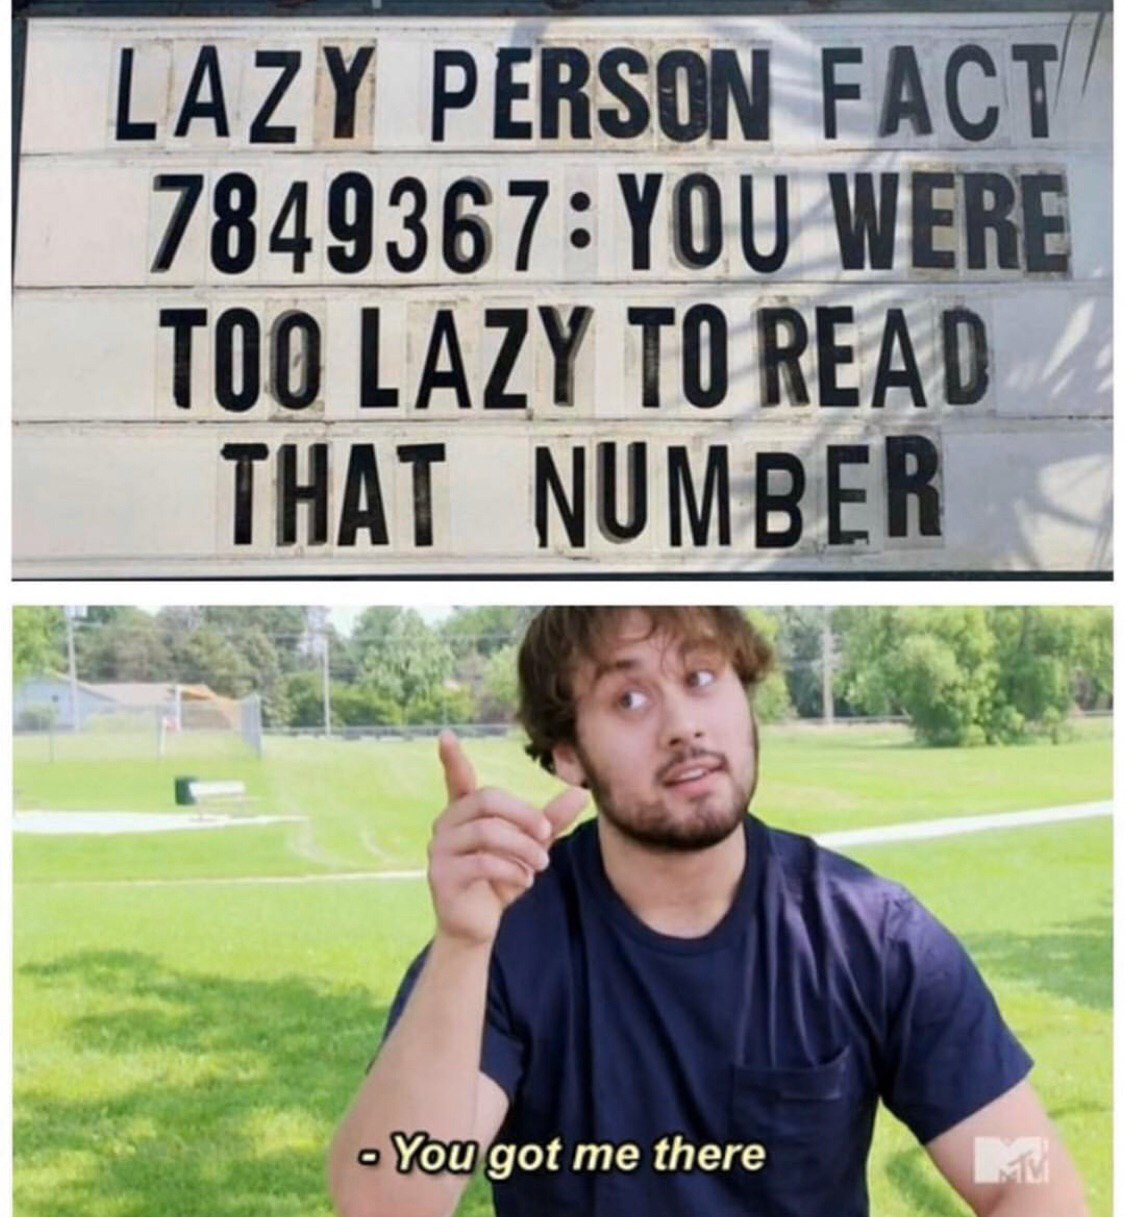 LAZY PERSON FACT
7849367: YOU WERE
TOO LAZY TO READ
THAT NUMBER
- You got me there
MTV